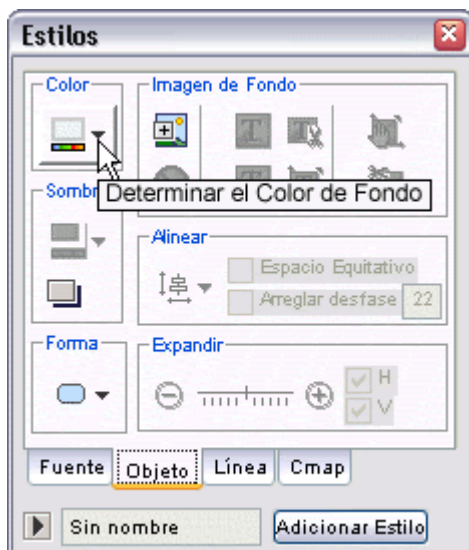 Estilos
Color
Imagen de Fondo
Determinar el Color de Fondo
Alinear
Espacio Equitativo
Arreglar desfase 22
Forma
Expandir
H
V
Fuente Objeto Línea Cmap
Sin nombre Adicionar Estilo